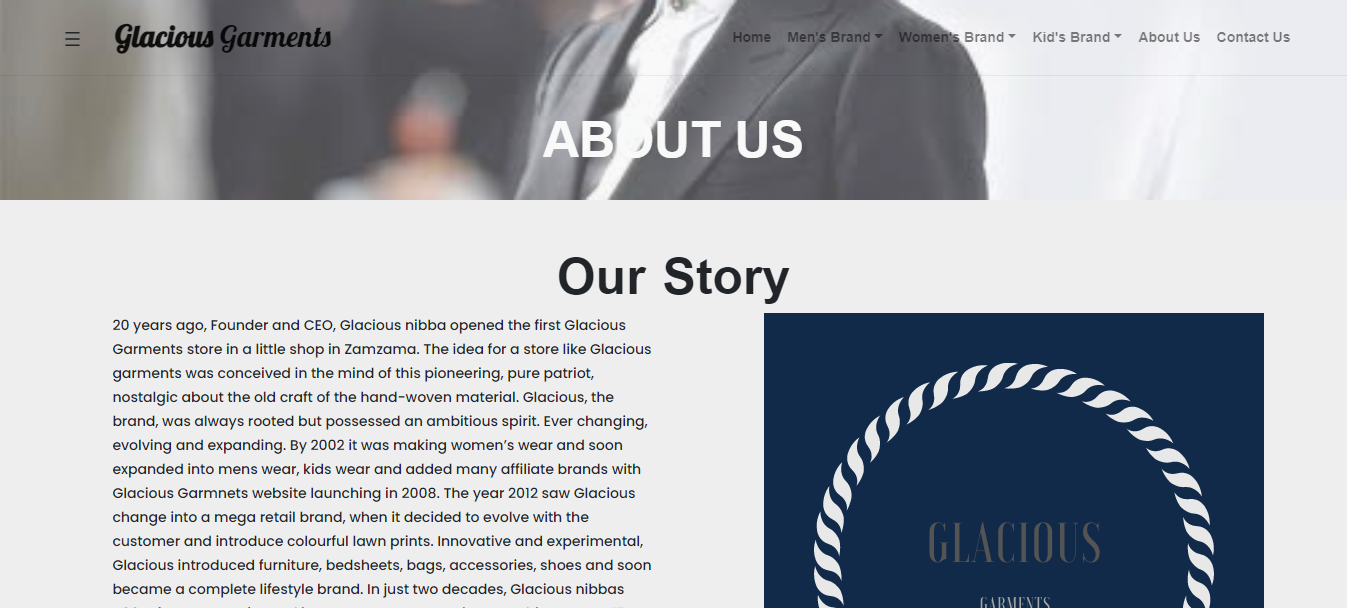 Glacious Garments
Home Men's Brand Women's Brand Kid's Brand About Us Contact Us
ABOUT US
Our Story
20 years ago, Founder and CEO, Glacious nibba opened the first Glacious
Garments store in a little shop in Zamzama. The idea for a store like Glacious
garments was conceived in the mind of this pioneering, pure patriot,
nostalgic about the old craft of the hand-woven material. Glacious, the
brand, was always rooted but possessed an ambitious spirit. Ever changing,
evolving and expanding. By 2002 it was making women’s wear and soon
expanded into mens wear, kids wear and added many affiliate brands with
Glacious Garmnets website launching in 2008. The year 2012 saw Glacious
change into a mega retail brand, when it decided to evolve with the
customer and introduce colourful lawn prints. Innovative and experimental,
Glacious introduced furniture, bedsheets, bags, accessories, shoes and soon
became a complete lifestyle brand. In just two decades, Glacious nibbas
GLACIOUS
GARMENTS